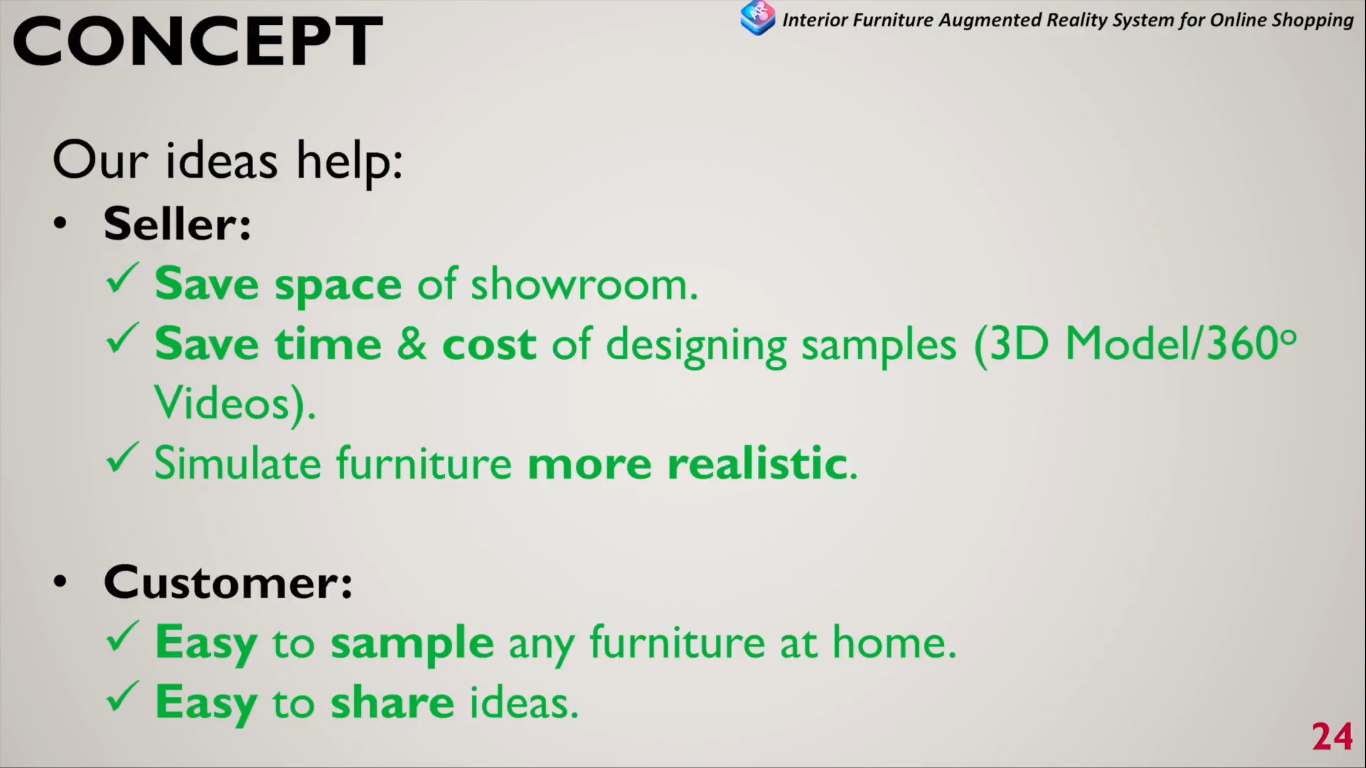 CONCEPT
AR Interior Furniture Augmented Reality System for Online Shopping
Our ideas help:
• Seller:
✓ Save space of showroom.
✓ Save time & cost of designing samples (3D Model/360º
Videos).
✓ Simulate furniture more realistic.
• Customer:
✓ Easy to sample any furniture at home.
✓ Easy to share ideas.
24